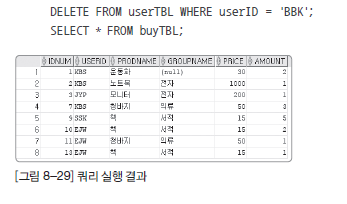 DELETE FROM userTBL WHERE userID = 'BBK';
SELECT * FROM buyTBL;
IDNUM USERID PRODNAME GROUPNAME PRICE AMOUNT
1 1 KBS 운동화 (null) 30 2
2 2 KBS 노트북 전자 1000 1
3 3 JYP 모니터 전자 200 1
4 7 KBS 청바지 의류 50 3
5 9 SSK 책 서적 15 5
6 10 EJW 책 서적 15 2
7 11 EJW 청바지 의류 50 1
8 13 EJW 책 서적 15 1
[그림 8-29] 쿼리 실행 결과